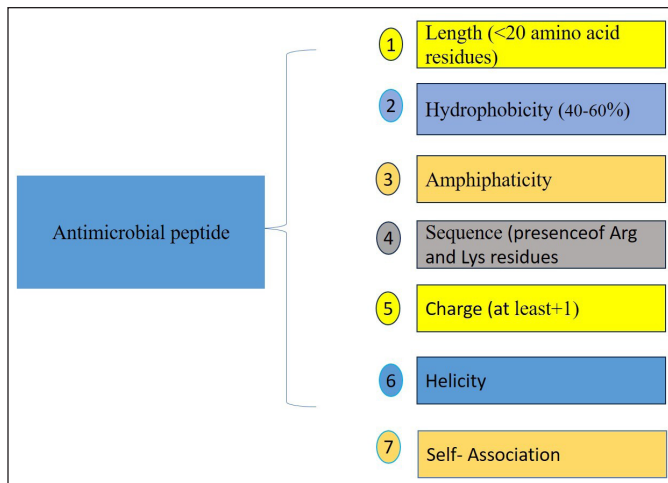 Antimicrobial peptide
1
Length (<20 amino acid
residues)
2
Hydrophobicity (40-60%)
3
Amphiphaticity
4
Sequence (presenceof Arg
and Lys residues
5
Charge (at least+1)
6
Helicity
7
Self- Association